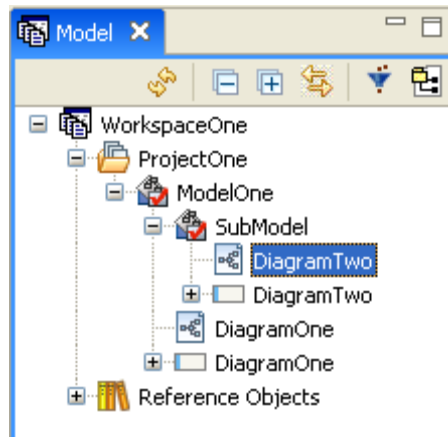 Model
WorkspaceOne
ProjectOne
ModelOne
SubModel
DiagramTwo
DiagramTwo
DiagramOne
DiagramOne
Reference Objects